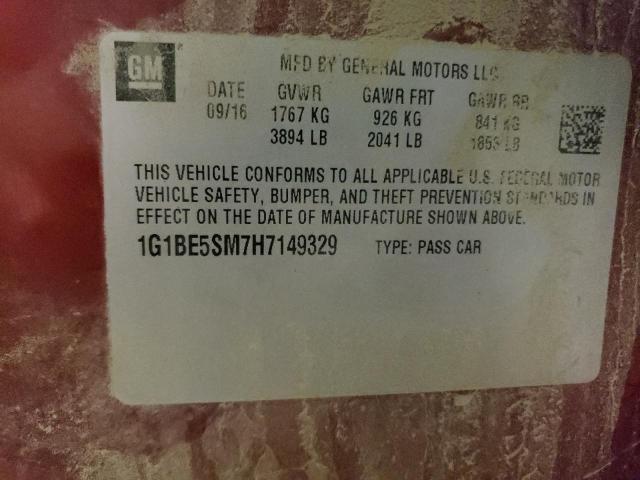 GM
MFD BY GENERAL MOTORS LLC
DATE GVWR GAWR FRT GAWR RR
09/16 1767 KG 926 KG 841 KG
3894 LB 2041 LB 1853 LB
THIS VEHICLE CONFORMS TO ALL APPLICABLE U.S. FEDERAL MOTOR
VEHICLE SAFETY, BUMPER, AND THEFT PREVENTION STANDARDS IN
EFFECT ON THE DATE OF MANUFACTURE SHOWN ABOVE.
1G1BE5SM7H7149329 TYPE: PASS CAR